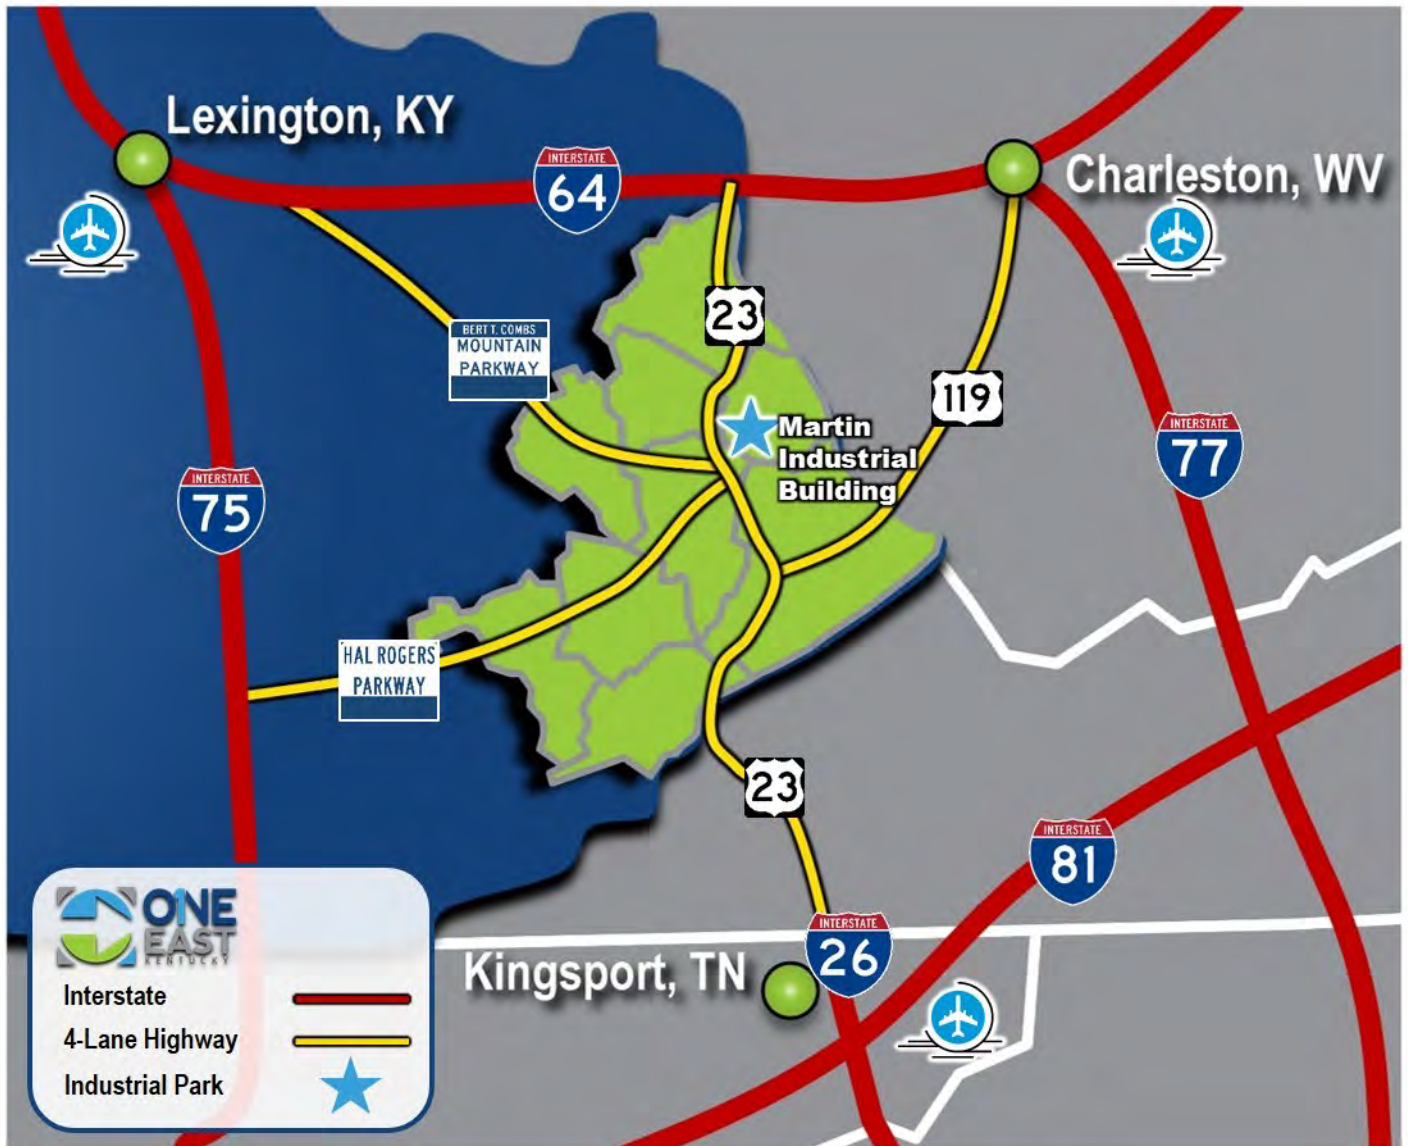 Lexington, KY
INTERSTATE
64
Charleston, WV
23
BERT T. COMBS
MOUNTAIN
PARKWAY
119
Martin
Industrial
Building
INTERSTATE
77
INTERSTATE
75
HAL ROGERS
PARKWAY
23
INTERSTATE
81
INTERSTATE
26
Kingsport, TN
ONE
EAST
KENTUCKY
Interstate
4-Lane Highway
Industrial Park